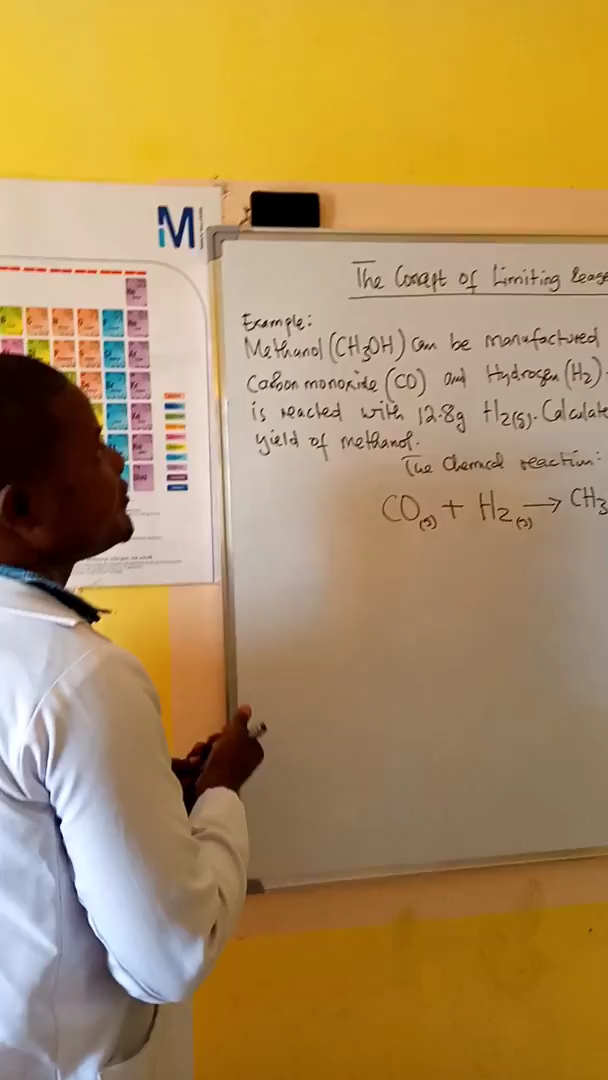 M
The Concept of Limiting Reage
Example:
Methanol (CH3OH) can be manufactured
Carbon monoxide (CO) and Hydrogen (H2).
is reacted with 12.8g H2(g). Calculate
yield of methanol.
The Chemical reaction:
CO(g) + H2(g) → CH3